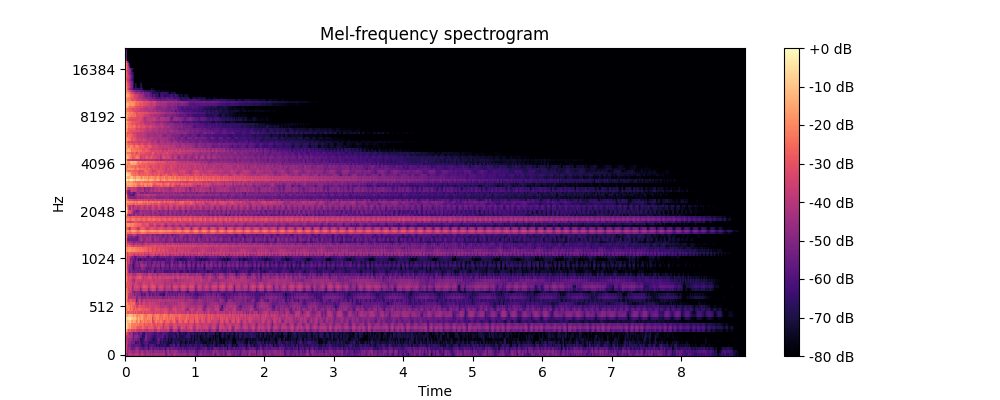 Mel-frequency spectrogram
Hz
16384
8192
4096
2048
1024
512
0
0 1 2 3 4 5 6 7 8
Time
+0 dB
-10 dB
-20 dB
-30 dB
-40 dB
-50 dB
-60 dB
-70 dB
-80 dB